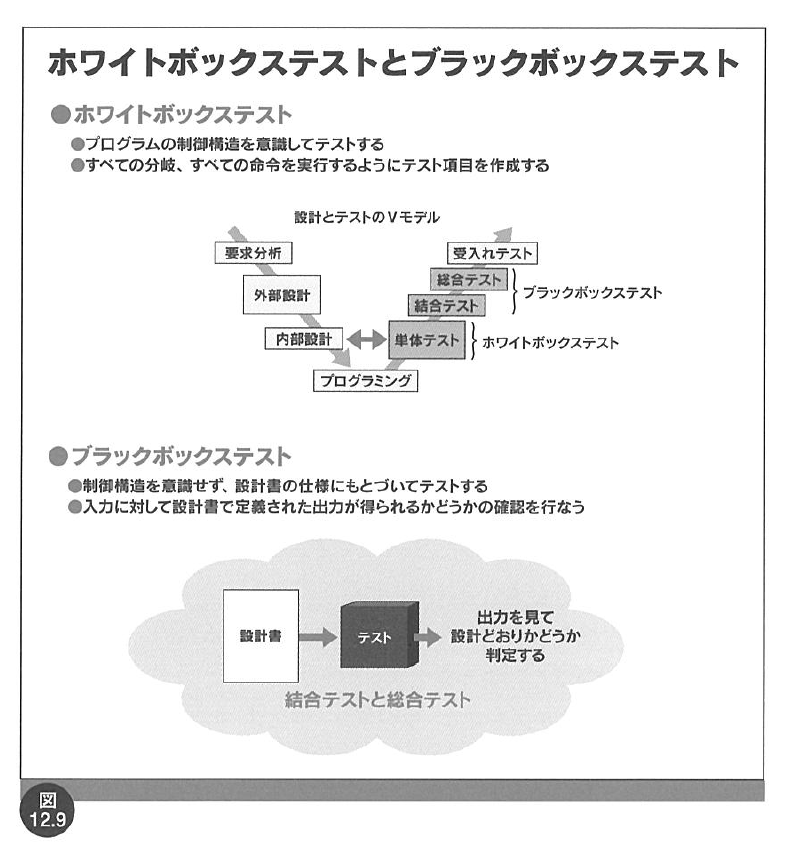 ホワイトボックステストとブラックボックステスト
●ホワイトボックステスト
●プログラムの制御構造を意識してテストする
●すべての分岐、すべての命令を実行するようにテスト項目を作成する
設計とテストのVモデル
要求分析
受入れテスト
総合テスト
外部設計
ブラックボックステスト
結合テスト
内部設計
単体テスト
ホワイトボックステスト
プログラミング
●ブラックボックステスト
●制御構造を意識せず、設計書の仕様にもとづいてテストする
●入力に対して設計書で定義された出力が得られるかどうかの確認を行なう
設計書
テスト
出力を見て
設計どおりかどうか
判定する
結合テストと総合テスト
図
12.9